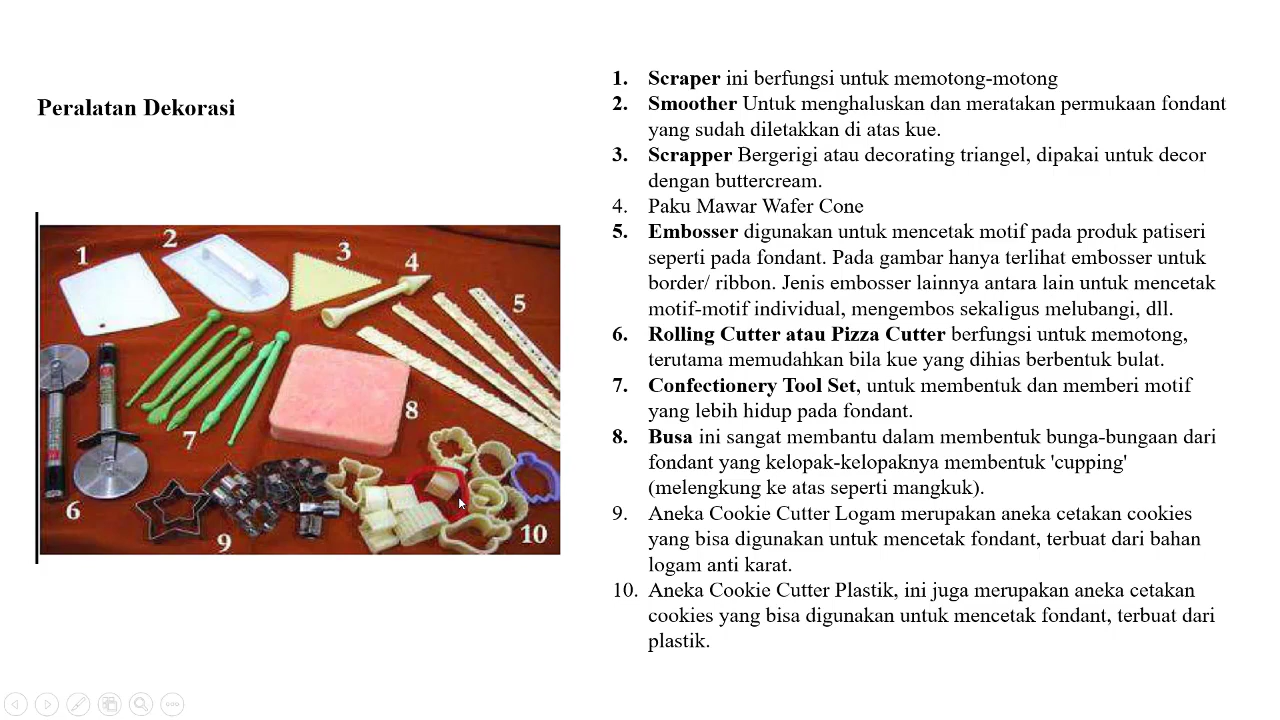 Peralatan Dekorasi
1
2
3
4
5
6
7
8
9
10
1. Scraper ini berfungsi untuk memotong-motong
2. Smoother Untuk menghaluskan dan meratakan permukaan fondant
yang sudah diletakkan di atas kue.
3. Scrapper Bergerigi atau decorating triangel, dipakai untuk decor
dengan buttercream.
4. Paku Mawar Wafer Cone
5. Embosser digunakan untuk mencetak motif pada produk patiseri
seperti pada fondant. Pada gambar hanya terlihat embosser untuk
border/ ribbon. Jenis embosser lainnya antara lain untuk mencetak
motif-motif individual, mengembos sekaligus melubangi, dll.
6. Rolling Cutter atau Pizza Cutter berfungsi untuk memotong,
terutama memudahkan bila kue yang dihias berbentuk bulat.
7. Confectionery Tool Set, untuk membentuk dan memberi motif
yang lebih hidup pada fondant.
8. Busa ini sangat membantu dalam membentuk bunga-bungaan dari
fondant yang kelopak-kelopaknya membentuk 'cupping'
(melengkung ke atas seperti mangkuk).
9. Aneka Cookie Cutter Logam merupakan aneka cetakan cookies
yang bisa digunakan untuk mencetak fondant, terbuat dari bahan
logam anti karat.
10. Aneka Cookie Cutter Plastik, ini juga merupakan aneka cetakan
cookies yang bisa digunakan untuk mencetak fondant, terbuat dari
plastik.